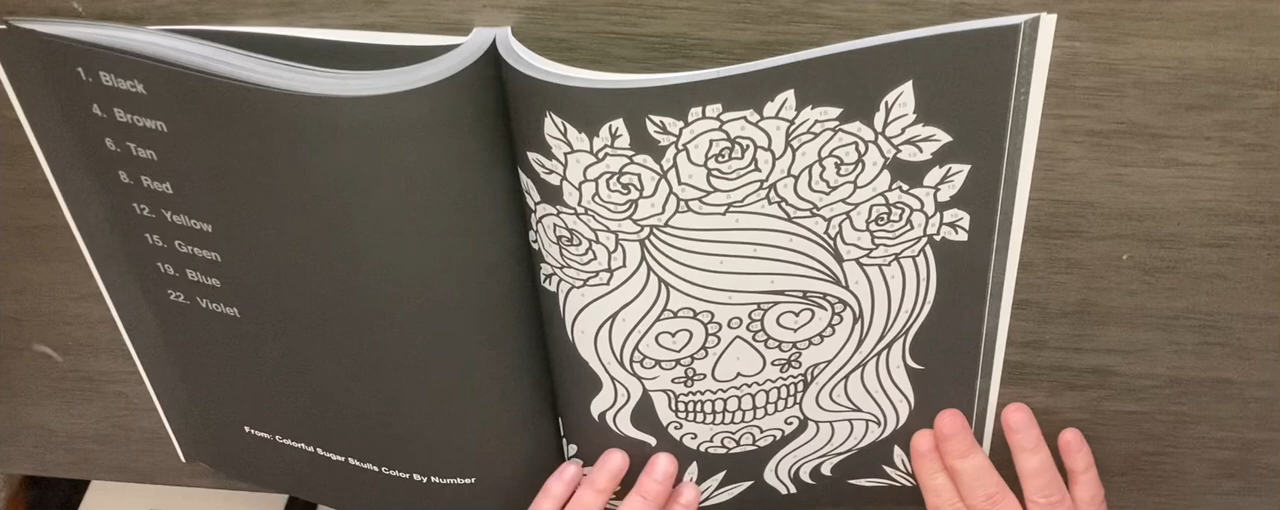 1. Black
4. Brown
6. Tan
8. Red
12. Yellow
15. Green
19. Blue
22. Violet
From: Colorful Sugar Skulls Color By Number